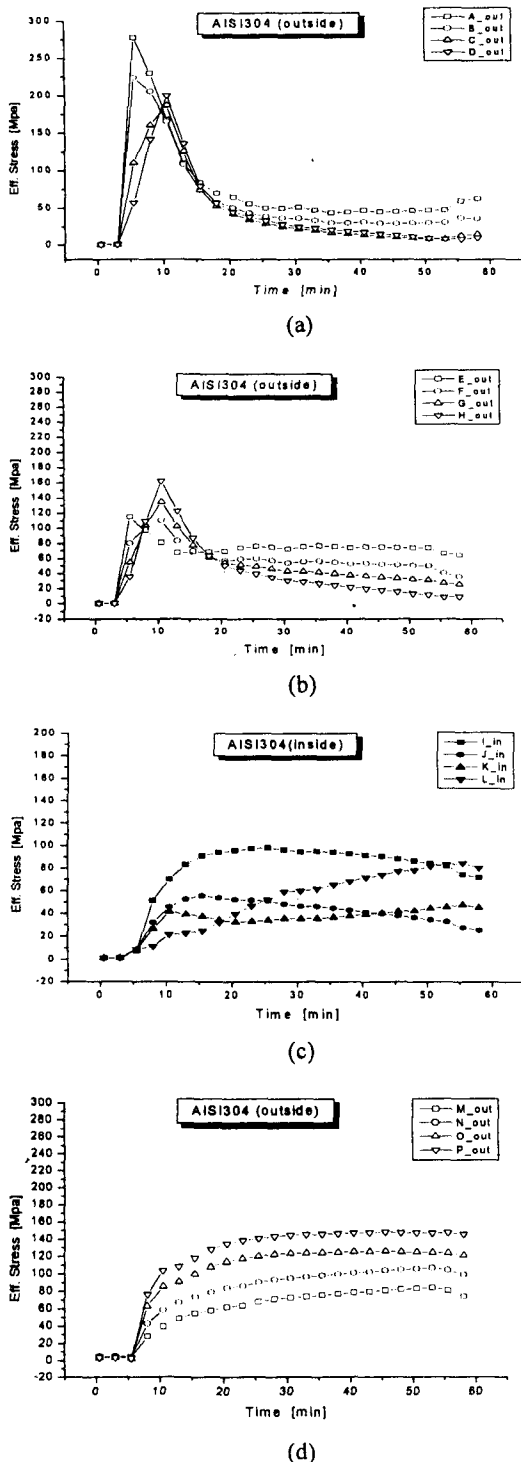 AISI304 (outside)
A_out
B_out
C_out
D_out
300
250
200
150
100
50
0
Eff. Stress [Mpa]
0 10 20 30 40 50 60
Time [min]
(a)
AISI304 (outside)
E_out
F_out
G_out
H_out
300
280
260
240
220
200
180
160
140
120
100
80
60
40
20
0
-20
Eff. Stress [Mpa]
0 10 20 30 40 50 60
Time [min]
(b)
AISI304(inside)
I_in
J_in
K_in
L_in
200
180
160
140
120
100
80
60
40
20
0
-20
Eff. Stress [Mpa]
0 10 20 30 40 50 60
Time [min]
(c)
AISI304 (outside)
M_out
N_out
O_out
P_out
300
280
260
240
220
200
180
160
140
120
100
80
60
40
20
0
-20
Eff. Stress [Mpa]
0 10 20 30 40 50 60
Time [min]
(d)